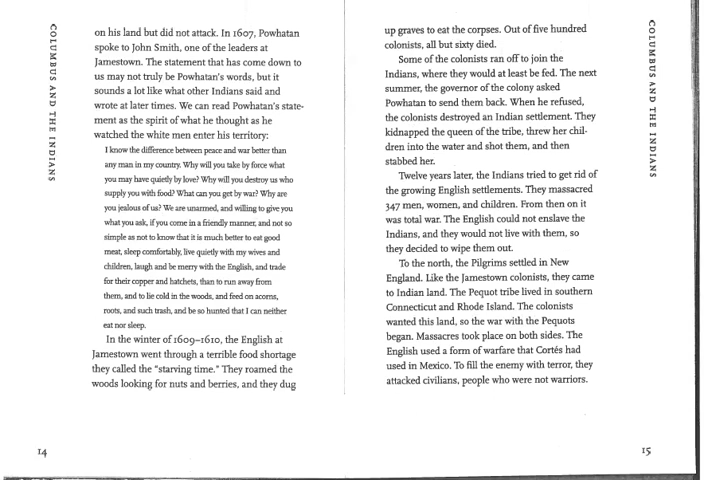 COLUMBUS AND THE INDIANS
on his land but did not attack. In 1607, Powhatan
spoke to John Smith, one of the leaders at
Jamestown. The statement that has come down to
us may not truly be Powhatan's words, but it
sounds a lot like what other Indians said and
wrote at later times. We can read Powhatan's state-
ment as the spirit of what he thought as he
watched the white men enter his territory:
I know the difference between peace and war better than
any man in my country. Why will you take by force what
you may have quietly by love? Why will you destroy us who
supply you with food? What can you get by war? Why are
you jealous of us? We are unarmed, and willing to give you
what you ask, if you come in a friendly manner, and not so
simple as not to know that it is much better to eat good
meat, sleep comfortably, live quietly with my wives and
children, laugh and be merry with the English, and trade
for their copper and hatchets, than to run away from
them, and to lie cold in the woods, and feed on acorns,
roots, and such trash, and be so hunted that I can neither
eat nor sleep.
In the winter of 1609–1610, the English at
Jamestown went through a terrible food shortage
they called the "starving time." They roamed the
woods looking for nuts and berries, and they dug
14
up graves to eat the corpses. Out of five hundred
colonists, all but sixty died.
Some of the colonists ran off to join the
Indians, where they would at least be fed. The next
summer, the governor of the colony asked
Powhatan to send them back. When he refused,
the colonists destroyed an Indian settlement. They
kidnapped the queen of the tribe, threw her chil-
dren into the water and shot them, and then
stabbed her.
Twelve years later, the Indians tried to get rid of
the growing English settlements. They massacred
347 men, women, and children. From then on it
was total war. The English could not enslave the
Indians, and they would not live with them, so
they decided to wipe them out.
To the north, the Pilgrims settled in New
England. Like the Jamestown colonists, they came
to Indian land. The Pequot tribe lived in southern
Connecticut and Rhode Island. The colonists
wanted this land, so the war with the Pequots
began. Massacres took place on both sides. The
English used a form of warfare that Cortés had
used in Mexico. To fill the enemy with terror, they
attacked civilians, people who were not warriors.
COLUMBUS AND THE INDIANS
15